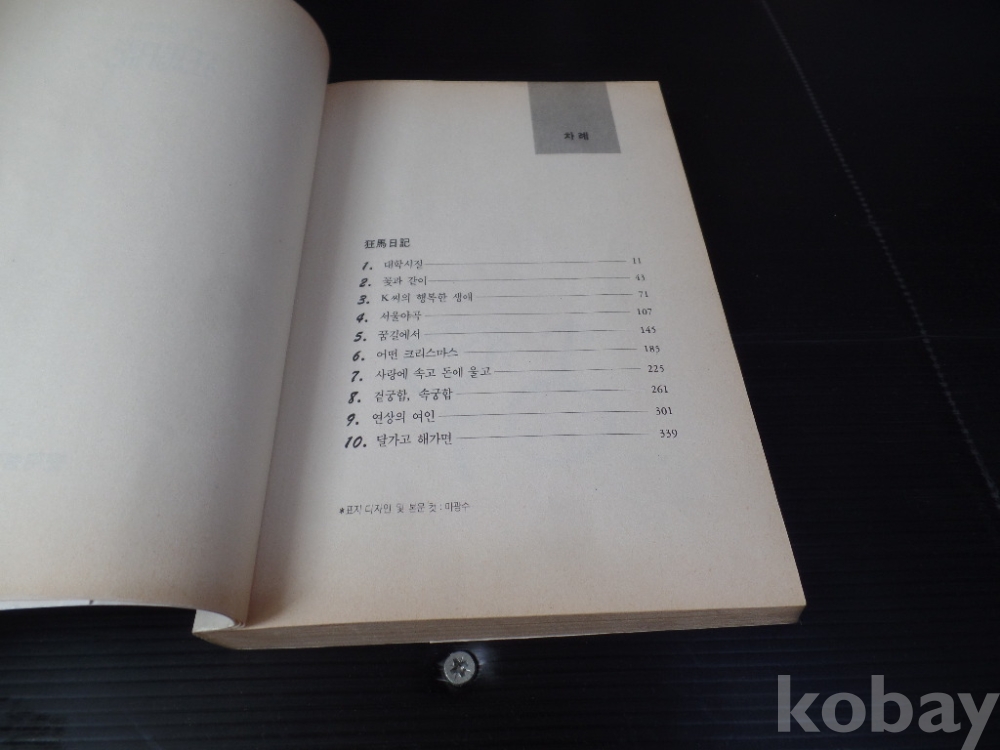 차례
狂馬日記
1. 대학시절 11
2. 꽃과 같이 43
3. K씨의 행복한 생애 71
4. 서울야곡 107
5. 꿈길에서 145
6. 어떤 크리스마스 185
7. 사랑에 속고 돈에 울고 225
8. 겉궁합, 속궁합 261
9. 연상의 여인 301
10. 달가고 해가면 339
*표지 디자인 및 본문 컷 : 마광수
kobay